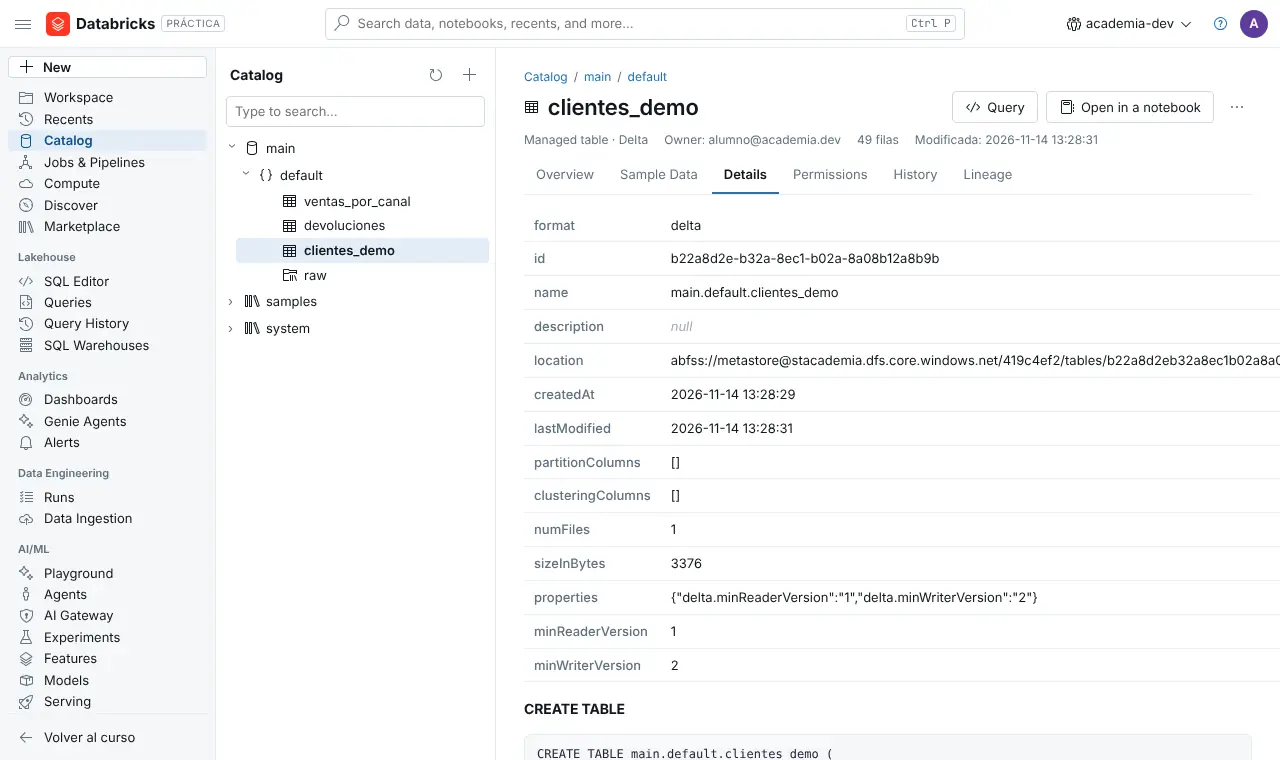 Databricks PRÁCTICA
Search data, notebooks, recents, and more... Ctrl P
academia-dev
A
New
Workspace
Recents
Catalog
Jobs & Pipelines
Compute
Discover
Marketplace
Lakehouse
SQL Editor
Queries
Query History
SQL Warehouses
Analytics
Dashboards
Genie Agents
Alerts
Data Engineering
Runs
Data Ingestion
AI/ML
Playground
Agents
AI Gateway
Experiments
Features
Models
Serving
Volver al curso
Catalog
Type to search...
main
default
ventas_por_canal
devoluciones
clientes_demo
raw
samples
system
Catalog / main / default
clientes_demo
Query
Open in a notebook
Managed table · Delta Owner: alumno@academia.dev 49 filas Modificada: 2026-11-14 13:28:31
Overview Sample Data Details Permissions History Lineage
format delta
id b22a8d2e-b32a-8ec1-b02a-8a08b12a8b9b
name main.default.clientes_demo
description null
location abfss://metastore@stacademia.dfs.core.windows.net/419c4ef2/tables/b22a8d2eb32a8ec1b02a8a0
createdAt 2026-11-14 13:28:29
lastModified 2026-11-14 13:28:31
partitionColumns []
clusteringColumns []
numFiles 1
sizeInBytes 3376
properties {"delta.minReaderVersion":"1","delta.minWriterVersion":"2"}
minReaderVersion 1
minWriterVersion 2
CREATE TABLE
CREATE TABLE main.default.clientes_demo (